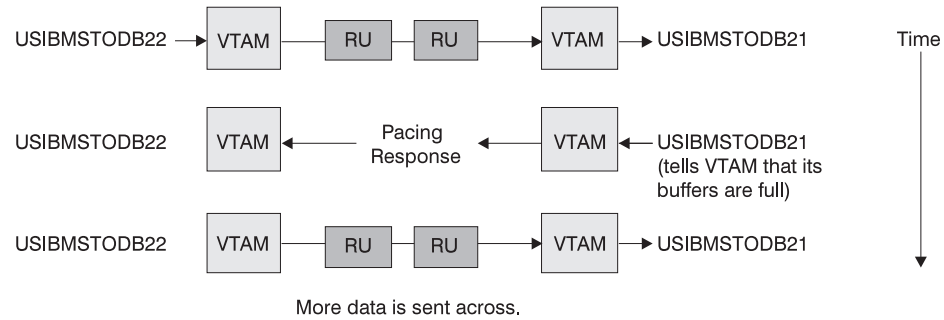 USIBMSTODB22 VTAM RU RU VTAM USIBMSTODB21 Time
USIBMSTODB22 VTAM Pacing Response VTAM USIBMSTODB21
(tells VTAM that its
buffers are full)
USIBMSTODB22 VTAM RU RU VTAM USIBMSTODB21
More data is sent across,